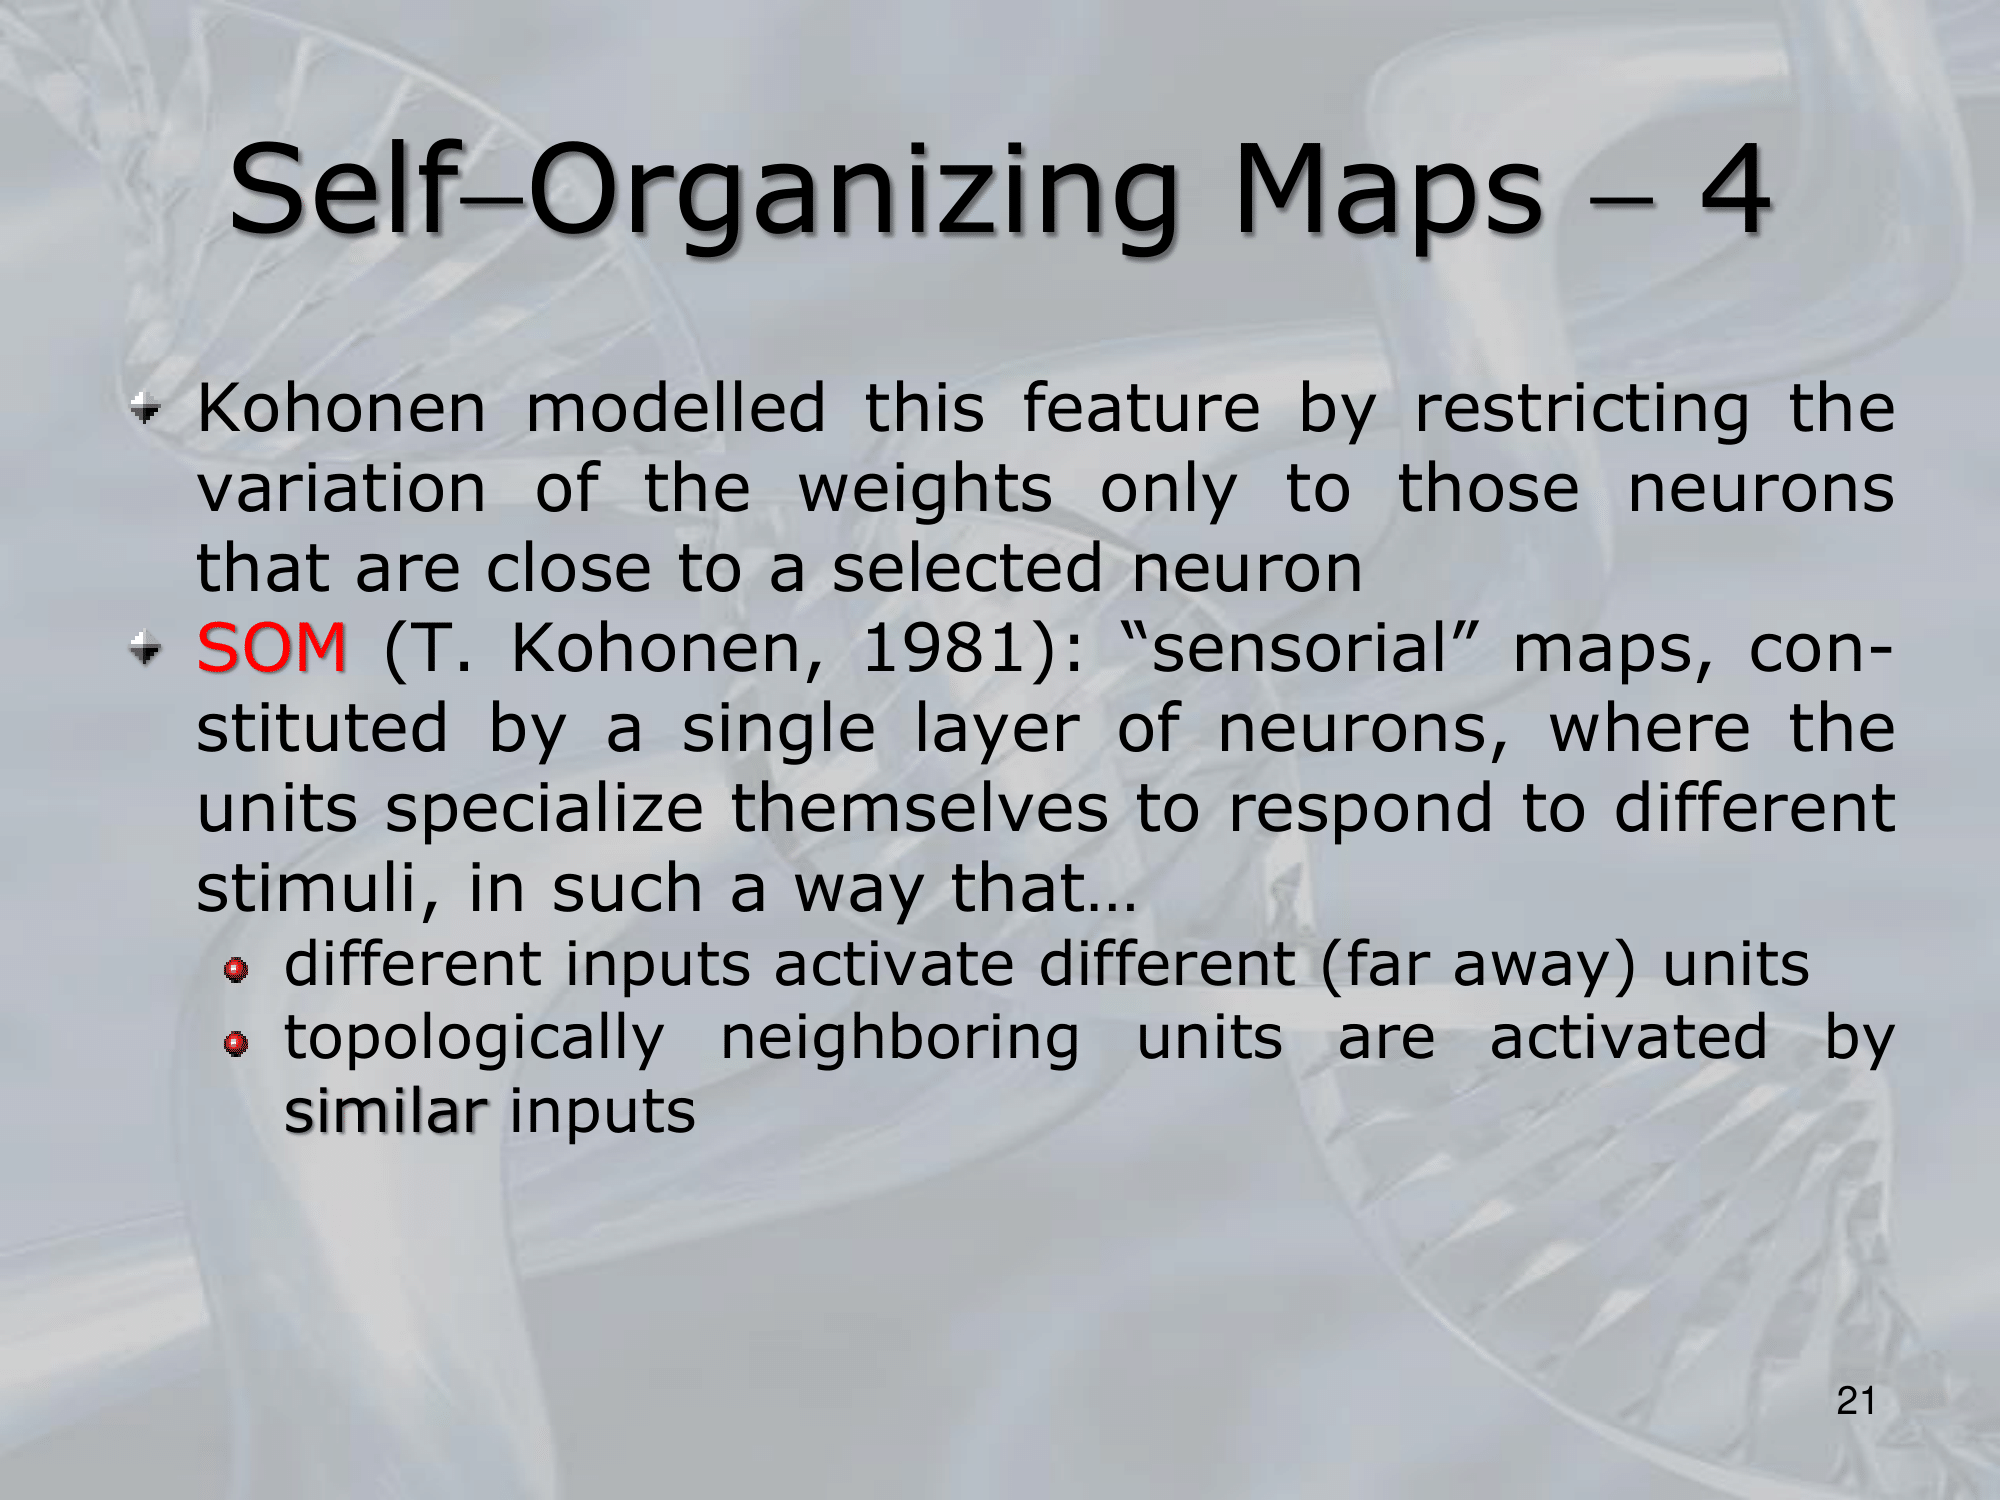 Self–Organizing Maps – 4
Kohonen modelled this feature by restricting the
variation of the weights only to those neurons
that are close to a selected neuron
SOM (T. Kohonen, 1981): “sensorial” maps, con-
stituted by a single layer of neurons, where the
units specialize themselves to respond to different
stimuli, in such a way that…
different inputs activate different (far away) units
topologically neighboring units are activated by
similar inputs
21